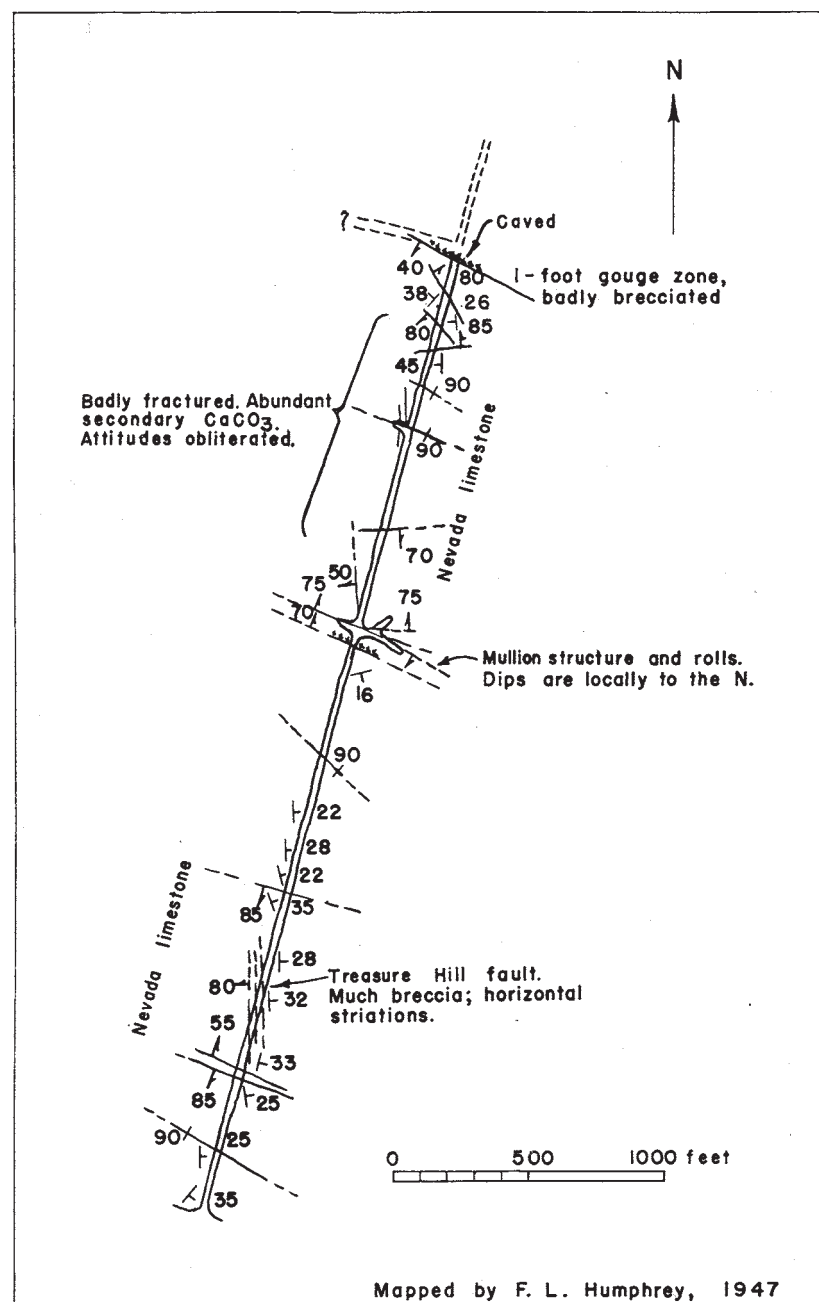 N
Caved
?
40
80
1-foot gouge zone,
badly brecciated
38
26
80
85
45
90
Badly fractured. Abundant
secondary CaCO3.
Attitudes obliterated.
90
Nevada limestone
70
50
75
75
70
Mullion structure and rolls.
Dips are locally to the N.
16
90
22
28
22
85
35
Nevada limestone
28
80
Treasure Hill fault.
Much breccia; horizontal
striations.
32
55
33
85
25
90
25
35
0 500 1000 feet
Mapped by F. L. Humphrey, 1947